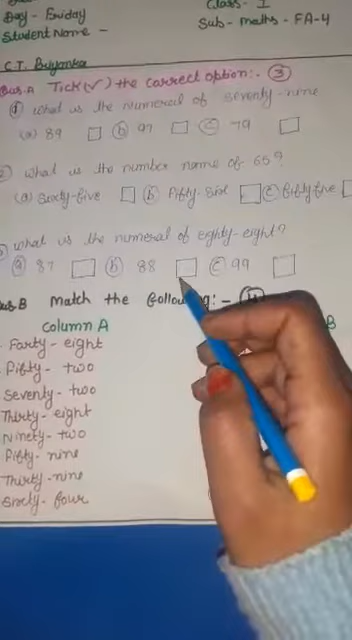 Day- Friday
Class- I
Student Name -
Sub- maths- FA-4
C.T. Priyanka
Ques-A Tick(✓) the correct option:- (3)
what is the numeral of seventy-nine
(a) 89 (b) 97 (c) 79
what is the number name of 65?
(a) Sixty-five (b) Fifty-six (c) Fifty five
what is the numeral of eighty-eight?
(a) 87 (b) 88 (c) 99
Ques B Match the following:- (4)
Column A
B
Forty-eight
Fifty- two
Seventy- two
Thirty- eight
Ninety- two
Fifty- nine
Thirty-nine
Sixty- four